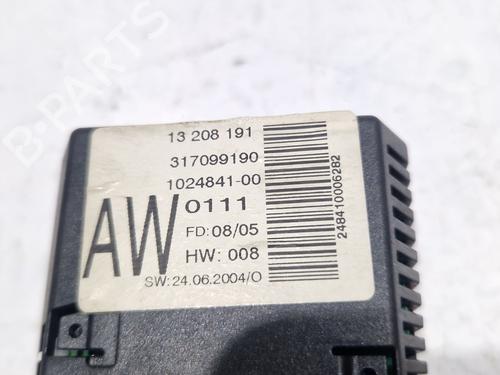 13 208 191
317099190
1024841-00
AW
0111
FD: 08/05
HW: 008
SW: 24.06.2004/0
248410006282
B-PARTS